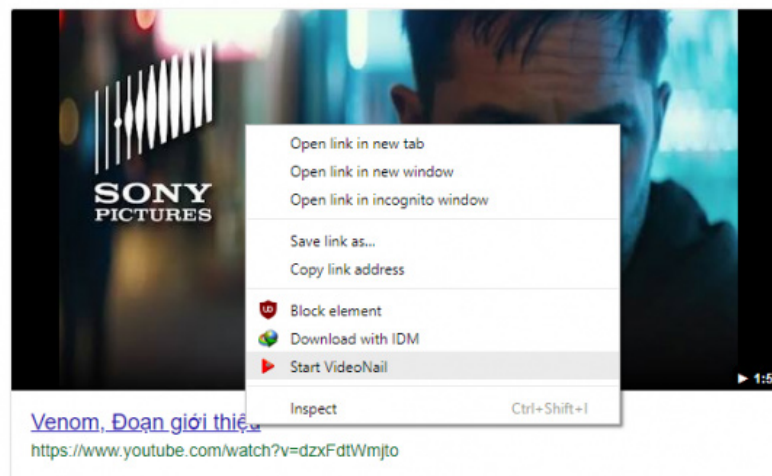 SONY
PICTURES
Open link in new tab
Open link in new window
Open link in incognito window
Save link as...
Copy link address
Block element
Download with IDM
Start VideoNail
Inspect Ctrl+Shift+I
Venom, Đoạn giới thiệu
https://www.youtube.com/watch?v=dzxFdtWmjto